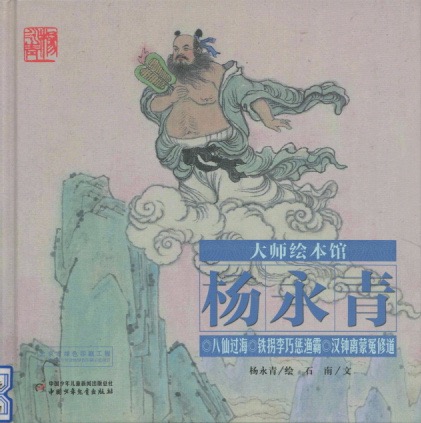 大师绘本馆
杨永青
◎八仙过海◎铁拐李巧惩渔霸◎汉钟离蒙冤修道
杨永青/绘 石南/文
中国少年儿童新闻出版总社
中国少年儿童出版社